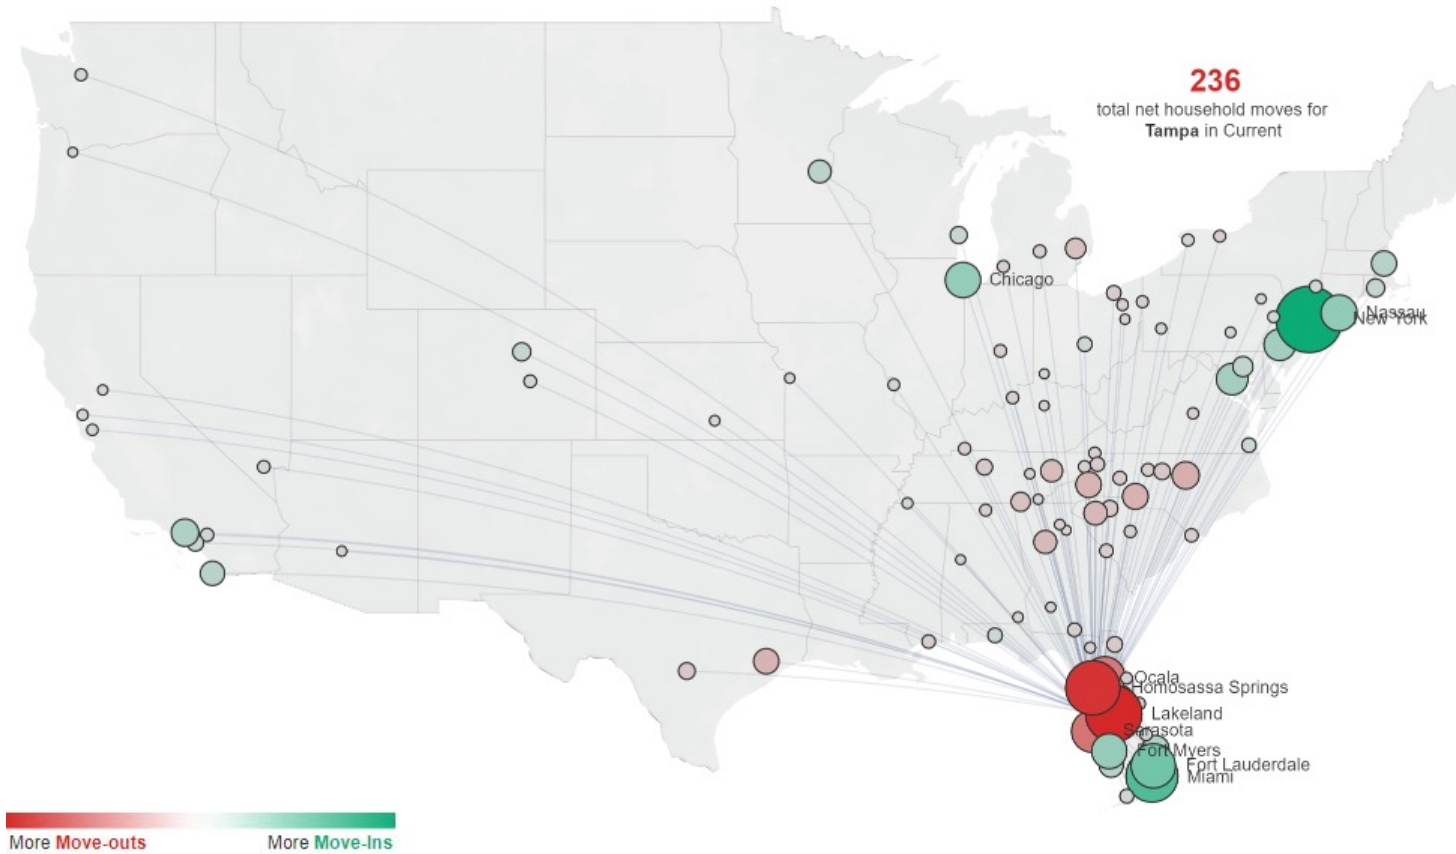 236
total net household moves for
Tampa in Current
Chicago
Nassau
New York
Ocala
Homosassa Springs
Lakeland
Sarasota
Fort Myers
Fort Lauderdale
Miami
More Move-outs
More Move-Ins